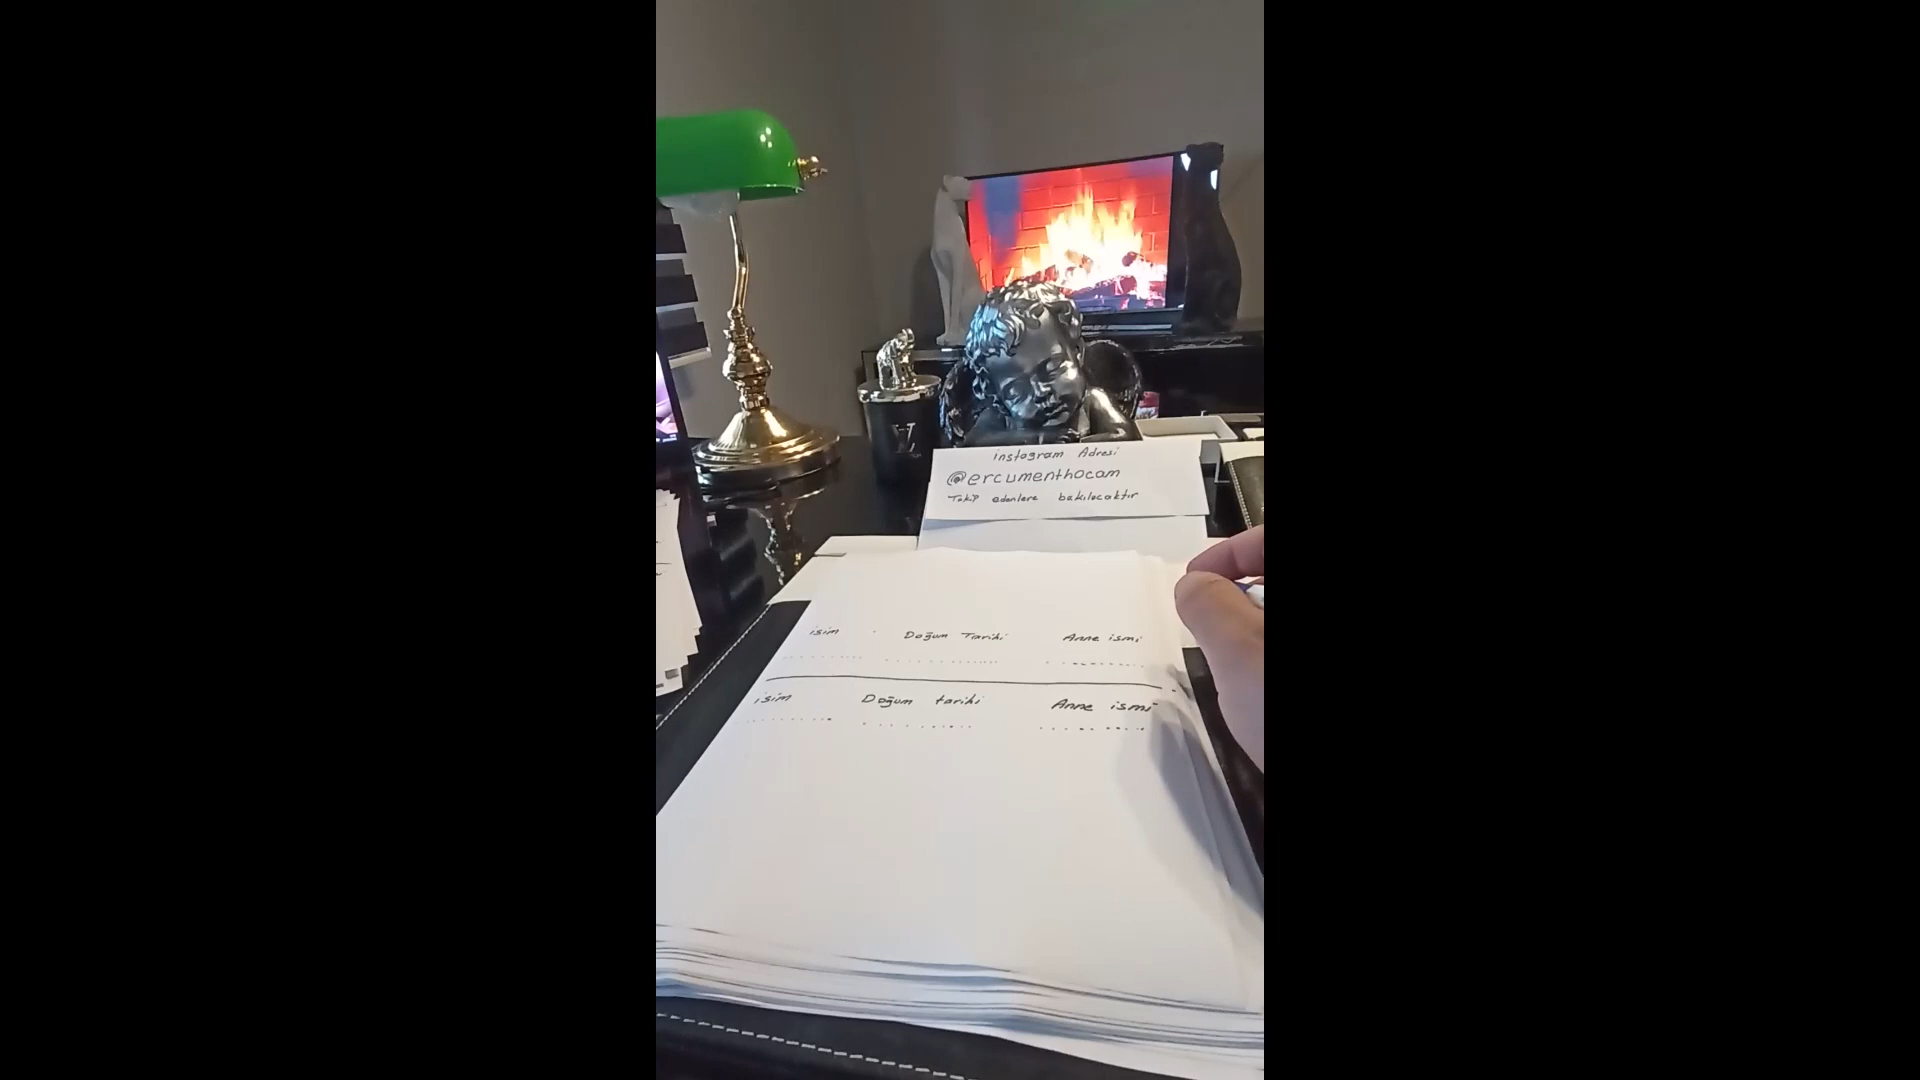 instagram Adresi
@ercumenthocam
Takip edenlere bakılacaktır
isim Doğum Tarihi Anne ismi
isim Doğum tarihi Anne ismi